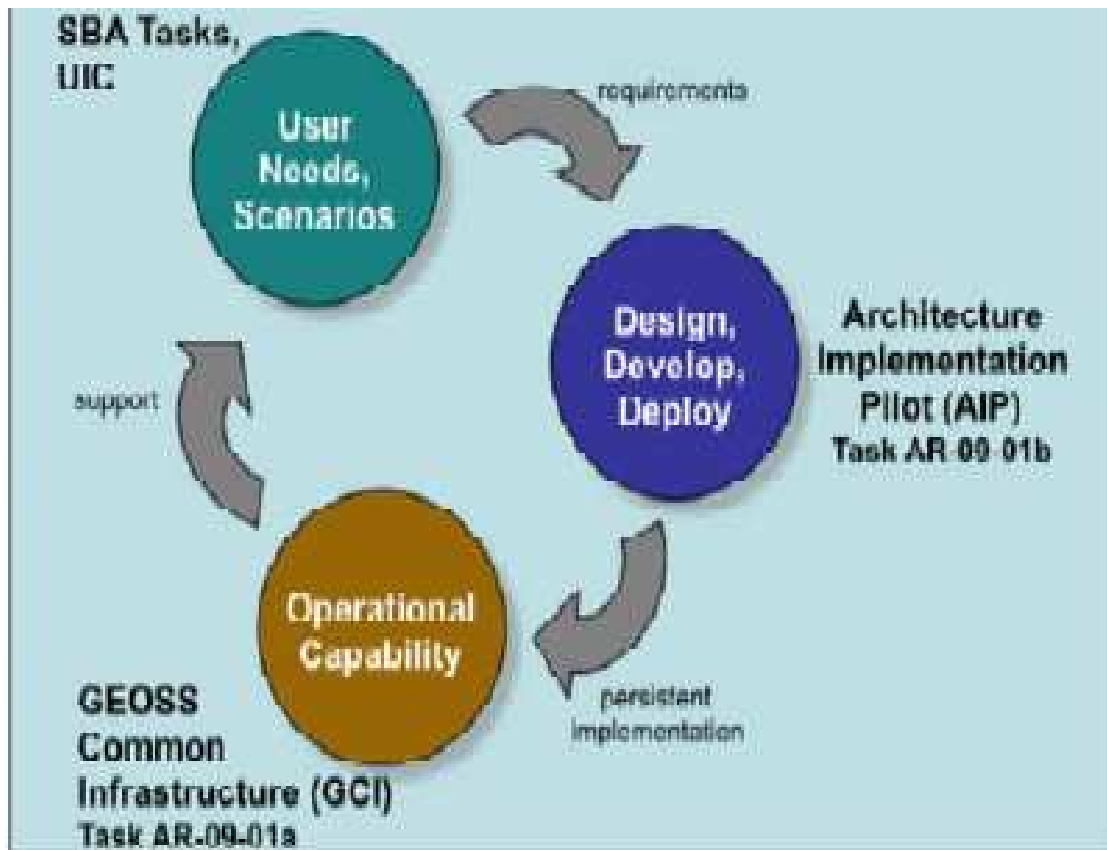 SBA Tasks,
UIC
User
Needs,
Scenarios
requirements
Design,
Develop,
Deploy
Architecture
Implementation
Pilot (AIP)
Task AR-09-01b
support
Operational
Capability
persistent
implementation
GEOSS
Common
Infrastructure (GCI)
Task AR-09-01a